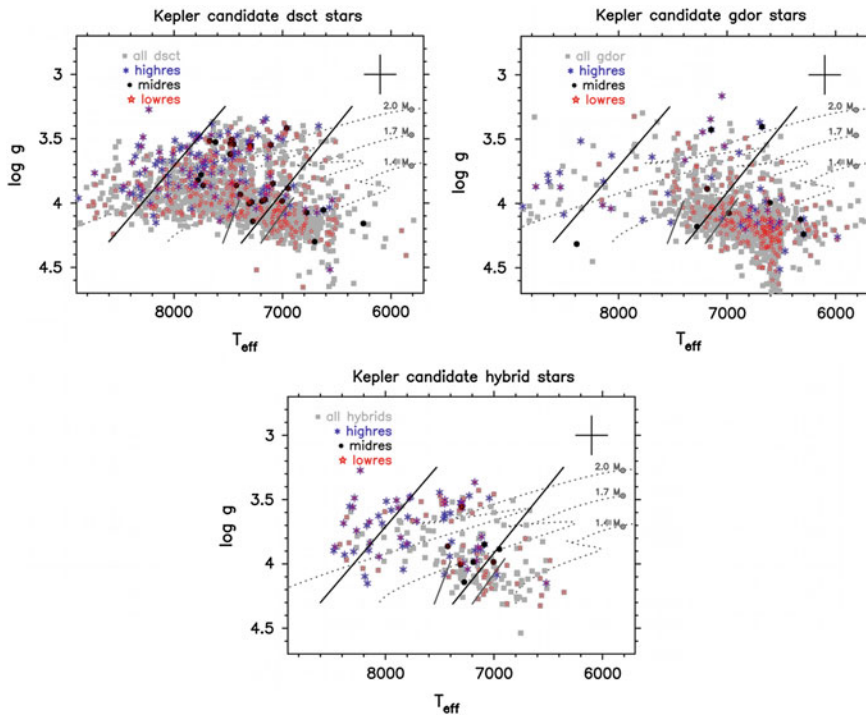 Kepler candidate dsct stars
all dsct
highres
midres
lowres
2.0 M⊙
1.7 M⊙
1.4 M⊙
3
3.5
4
4.5
log g
8000 7000 6000
Teff
Kepler candidate gdor stars
all gdor
highres
midres
lowres
2.0 M⊙
1.7 M⊙
1.4 M⊙
3
3.5
4
4.5
log g
8000 7000 6000
Teff
Kepler candidate hybrid stars
all hybrids
highres
midres
lowres
2.0 M⊙
1.7 M⊙
1.4 M⊙
3
3.5
4
4.5
log g
8000 7000 6000
Teff